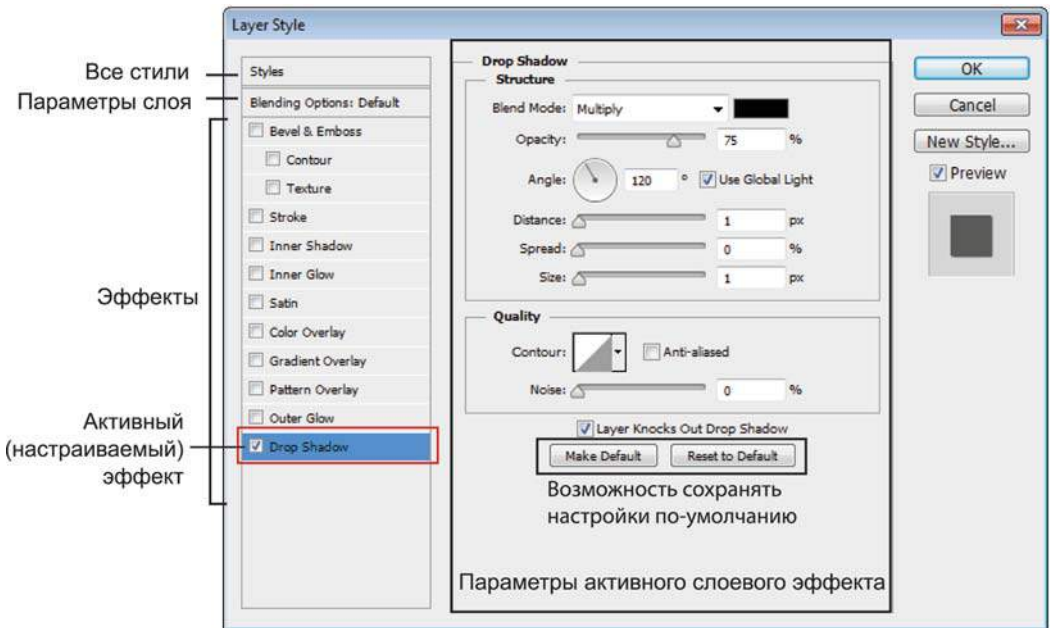 Layer Style
Все стили
Параметры слоя
Эффекты
Активный
(настраиваемый)
эффект
Styles
Blending Options: Default
Bevel & Emboss
Contour
Texture
Stroke
Inner Shadow
Inner Glow
Satin
Color Overlay
Gradient Overlay
Pattern Overlay
Outer Glow
Drop Shadow
Drop Shadow
Structure
Blend Mode: Multiply
Opacity: 75 %
Angle: 120 ° Use Global Light
Distance: 1 px
Spread: 0 %
Size: 1 px
Quality
Contour: Anti-aliased
Noise: 0 %
Layer Knocks Out Drop Shadow
Make Default Reset to Default
Возможность сохранять
настройки по-умолчанию
Параметры активного слоевого эффекта
OK
Cancel
New Style...
Preview